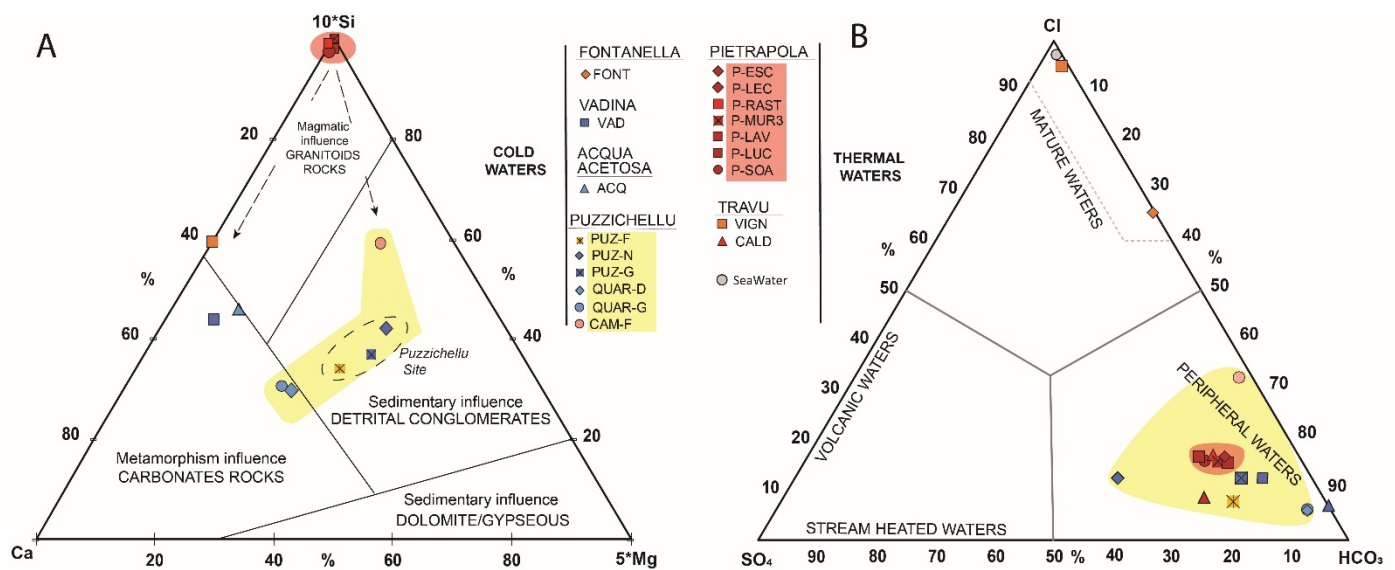 A
10*Si
20
80
Magmatic
influence
GRANITOIDS
ROCKS
40
60
%
%
60
40
Puzzichellu
Site
Sedimentary influence
DETRITAL CONGLOMERATES
80
20
Metamorphism influence
CARBONATES ROCKS
Sedimentary influence
DOLOMITE/GYPSEOUS
Ca
20
%
40
60
80
5*Mg
COLD
WATERS
FONTANELLA
FONT
VADINA
VAD
ACQUA
ACETOSA
ACQ
PUZZICHELLU
PUZ-F
PUZ-N
PUZ-G
QUAR-D
QUAR-G
CAM-F
PIETRAPOLA
P-ESC
P-LEC
P-RAST
P-MUR3
P-LAV
P-LUC
P-SOA
TRAVU
VIGN
CALD
SeaWater
THERMAL
WATERS
B
Cl
90
10
80
20
MATURE WATERS
70
30
60
40
%
%
50
50
40
60
30
70
VOLCANIC WATERS
PERIPHERAL WATERS
20
80
10
90
STREAM HEATED WATERS
SO₄
90
80
70
60
50
%
40
30
20
10
HCO₃